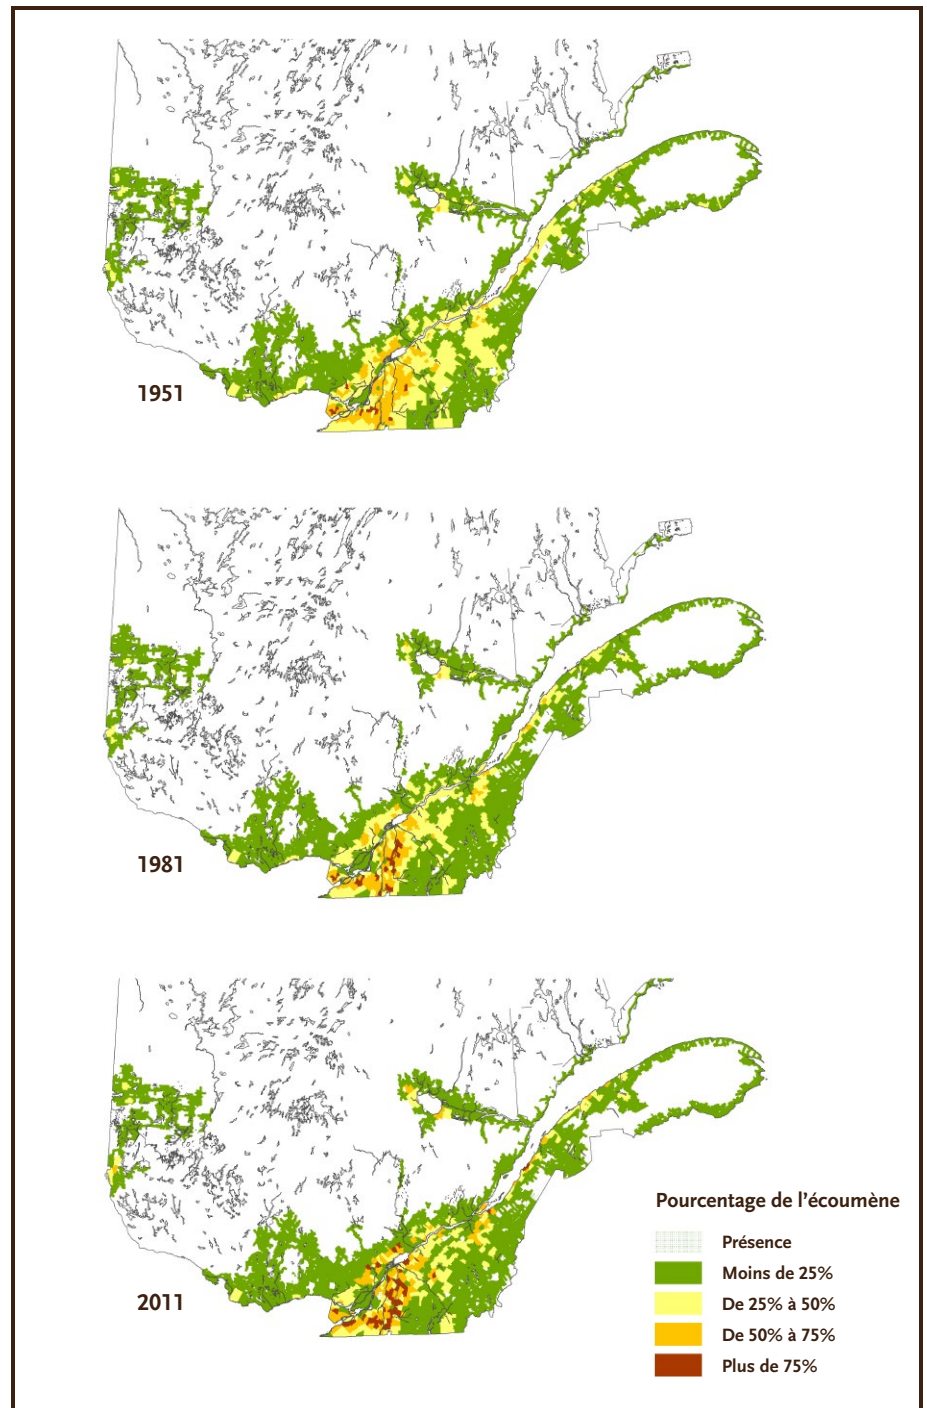 1951
1981
2011
Pourcentage de l’écoumène
Présence
Moins de 25%
De 25% à 50%
De 50% à 75%
Plus de 75%